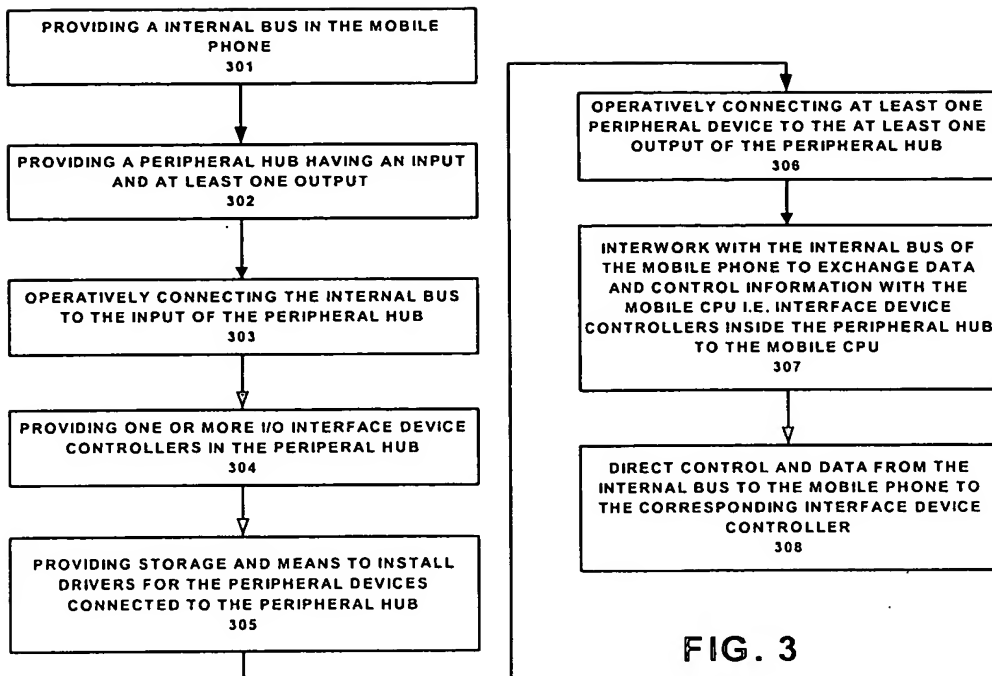 PROVIDING A INTERNAL BUS IN THE MOBILE
PHONE
301
PROVIDING A PERIPHERAL HUB HAVING AN INPUT
AND AT LEAST ONE OUTPUT
302
OPERATIVELY CONNECTING THE INTERNAL BUS
TO THE INPUT OF THE PERIPHERAL HUB
303
PROVIDING ONE OR MORE I/O INTERFACE DEVICE
CONTROLLERS IN THE PERIPERAL HUB
304
PROVIDING STORAGE AND MEANS TO INSTALL
DRIVERS FOR THE PERIPHERAL DEVICES
CONNECTED TO THE PERIPHERAL HUB
305
OPERATIVELY CONNECTING AT LEAST ONE
PERIPHERAL DEVICE TO THE AT LEAST ONE
OUTPUT OF THE PERIPHERAL HUB
306
INTERWORK WITH THE INTERNAL BUS OF
THE MOBILE PHONE TO EXCHANGE DATA
AND CONTROL INFORMATION WITH THE
MOBILE CPU I.E. INTERFACE DEVICE
CONTROLLERS INSIDE THE PERIPHERAL HUB
TO THE MOBILE CPU
307
DIRECT CONTROL AND DATA FROM THE
INTERNAL BUS TO THE MOBILE PHONE TO
THE CORRESPONDING INTERFACE DEVICE
CONTROLLER
308
FIG. 3